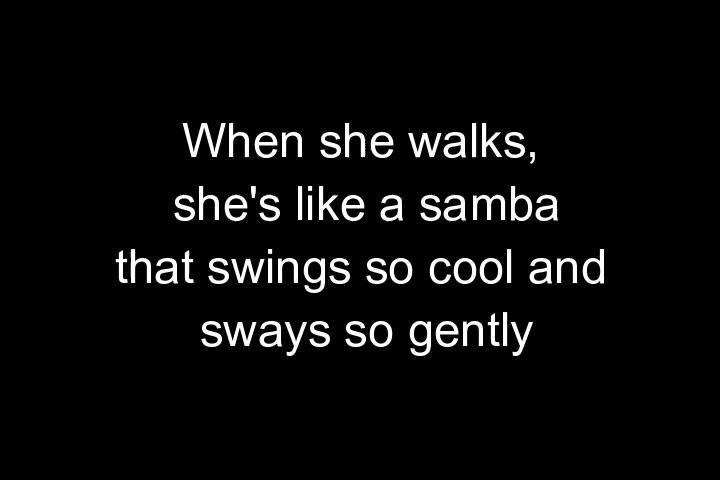 When she walks,
she's like a samba
that swings so cool and
sways so gently